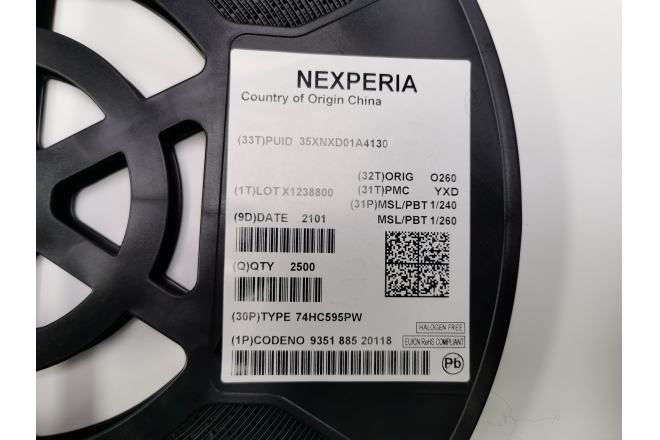 NEXPERIA
Country of Origin China
(33T)PUID 35XNXD01A4130
(32T)ORIG O260
(1T)LOT X1238800 (31T)PMC YXD
(31P)MSL/PBT 1/240
(9D)DATE 2101 MSL/PBT 1/260
(Q)QTY 2500
(30P)TYPE 74HC595PW
HALOGEN FREE
(1P)CODENO 9351 885 20118 EU/CN RoHS COMPLIANT
Pb